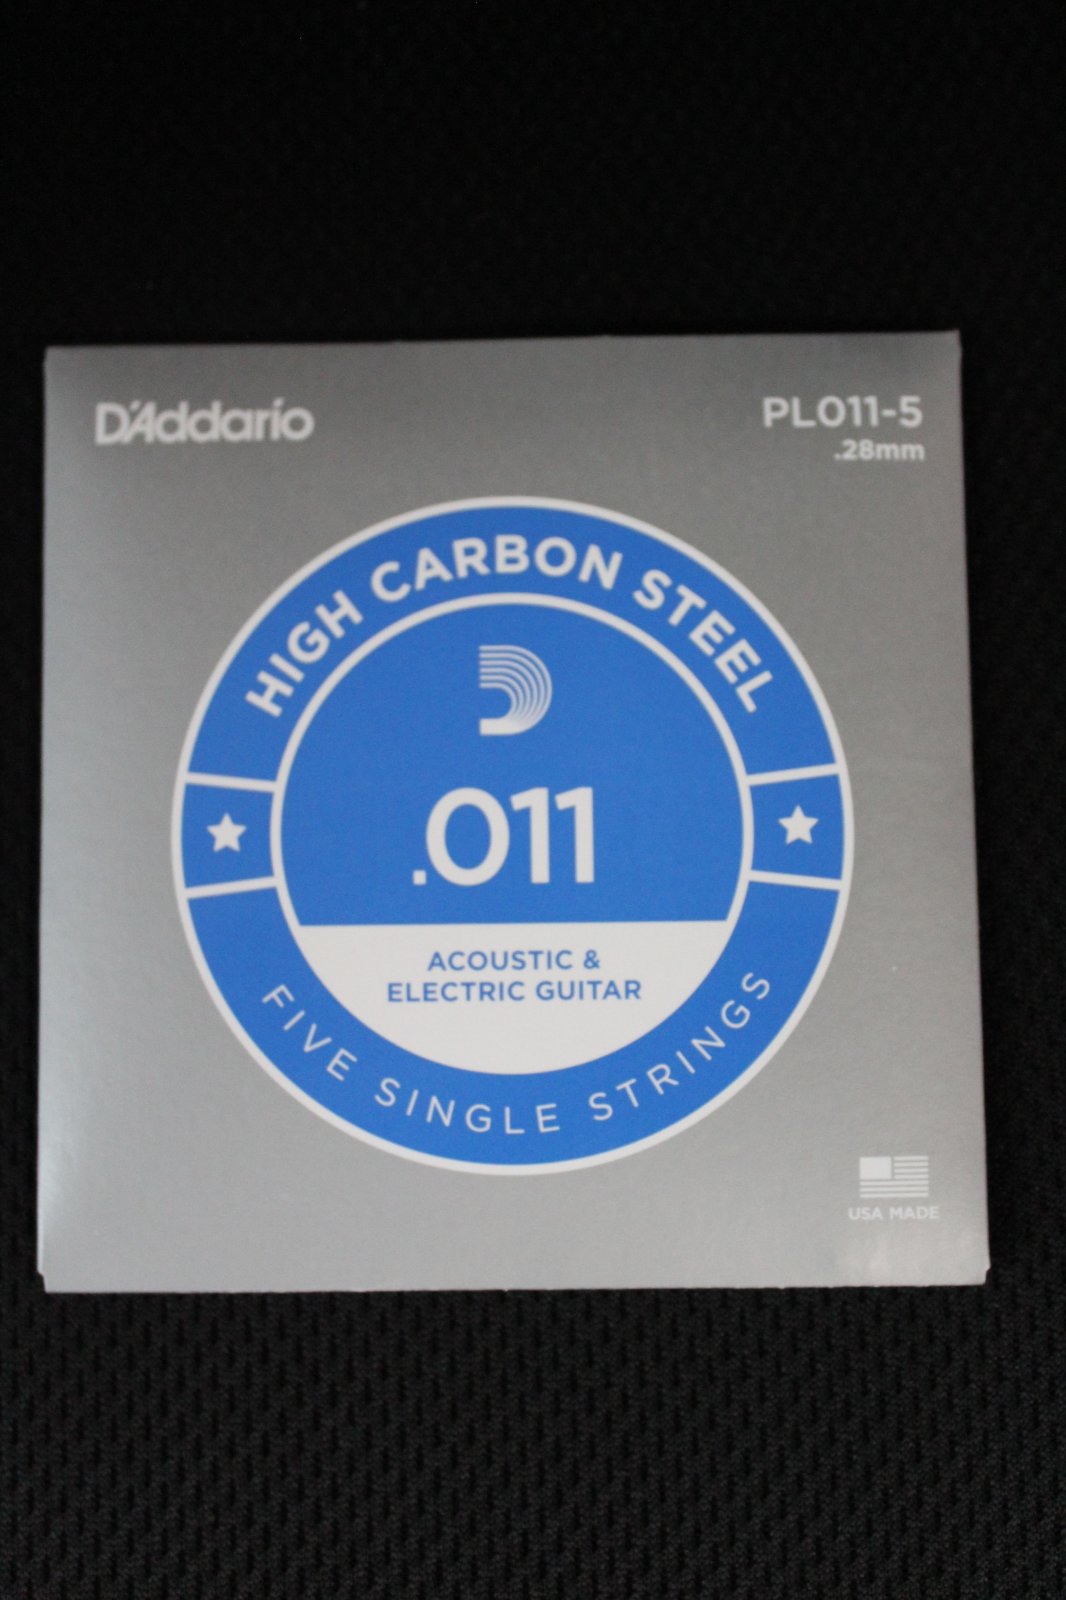 D'Addario
PL011-5
.28mm
HIGH CARBON STEEL
.011
ACOUSTIC &
ELECTRIC GUITAR
FIVE SINGLE STRINGS
USA MADE